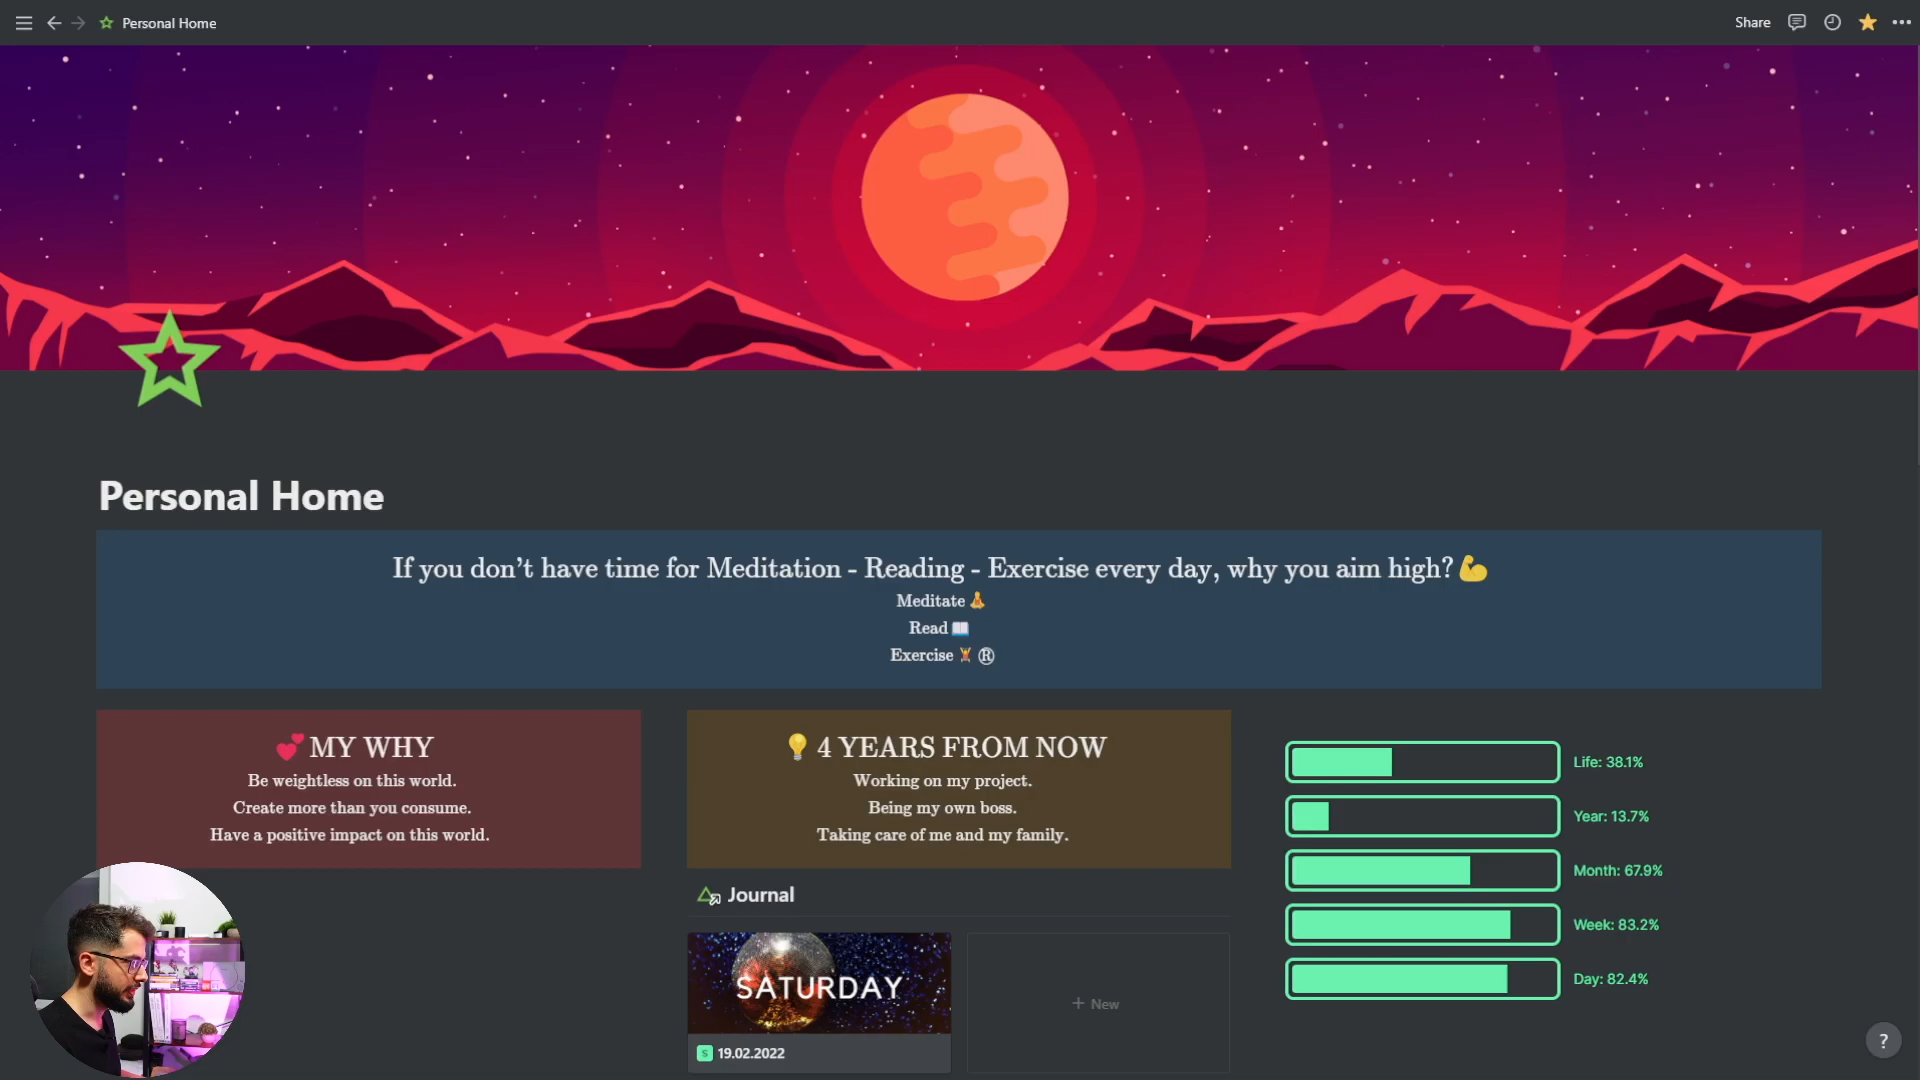 Personal Home
Share
Personal Home
If you don’t have time for Meditation - Reading - Exercise every day, why you aim high?💪
Meditate 🧘
Read 📖
Exercise 🏋 ®
💕 MY WHY
Be weightless on this world.
Create more than you consume.
Have a positive impact on this world.
💡 4 YEARS FROM NOW
Working on my project.
Being my own boss.
Taking care of me and my family.
Journal
SATURDAY
S 19.02.2022
+ New
Life: 38.1%
Year: 13.7%
Month: 67.9%
Week: 83.2%
Day: 82.4%
?